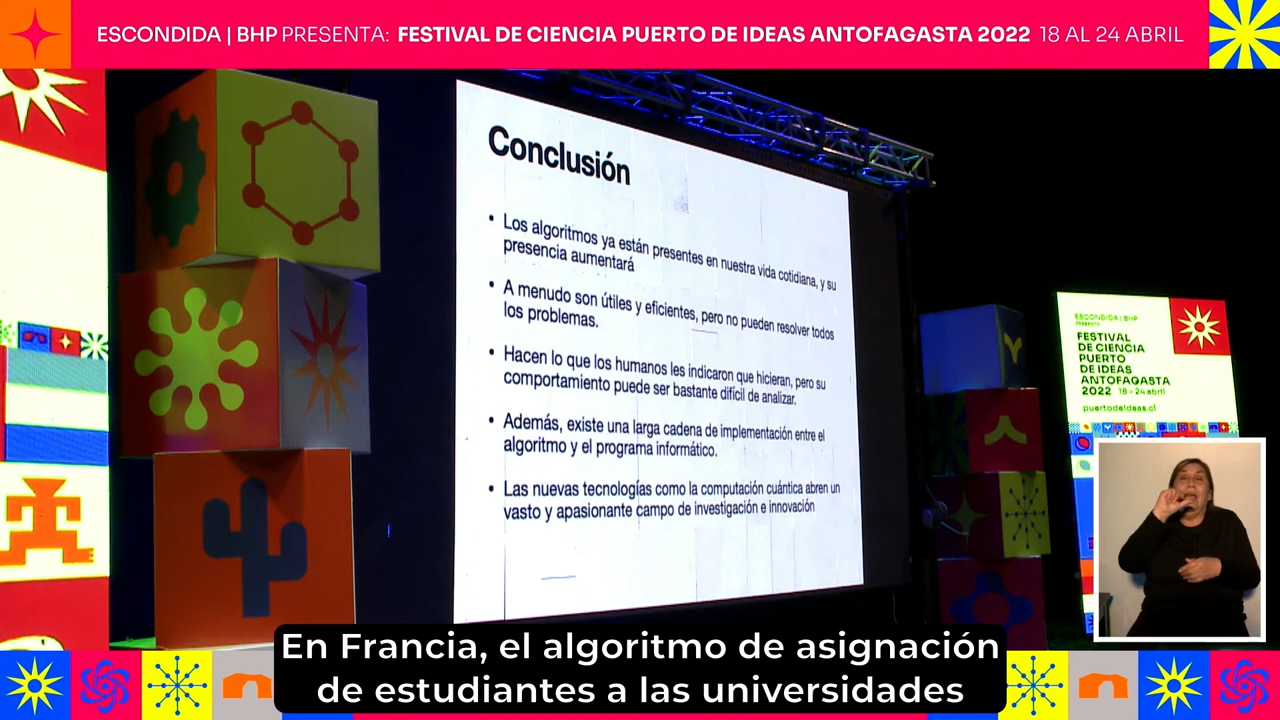 ESCONDIDA | BHP PRESENTA: FESTIVAL DE CIENCIA PUERTO DE IDEAS ANTOFAGASTA 2022 18 AL 24 ABRIL
Conclusión
• Los algoritmos ya están presentes en nuestra vida cotidiana, y su
presencia aumentará
• A menudo son útiles y eficientes, pero no pueden resolver todos
los problemas.
• Hacen lo que los humanos les indicaron que hicieran, pero su
comportamiento puede ser bastante difícil de analizar.
• Además, existe una larga cadena de implementación entre el
algoritmo y el programa informático.
• Las nuevas tecnologías como la computación cuántica abren un
vasto y apasionante campo de investigación e innovación
ESCONDIDA | BHP
PRESENTA
FESTIVAL
DE CIENCIA
PUERTO
DE IDEAS
ANTOFAGASTA
2022 18 - 24 abril
puertodeideas.cl
En Francia, el algoritmo de asignación
de estudiantes a las universidades